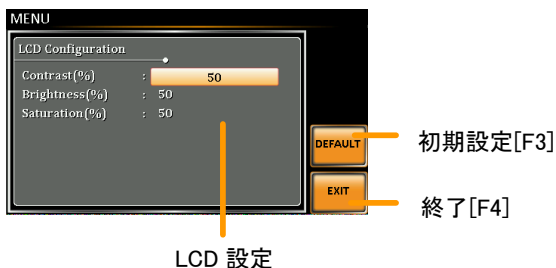 MENU
LCD Configuration
Contrast(%) : 50
Brightness(%) : 50
Saturation(%) : 50
DEFAULT
初期設定[F3]
EXIT
終了[F4]
LCD 設定